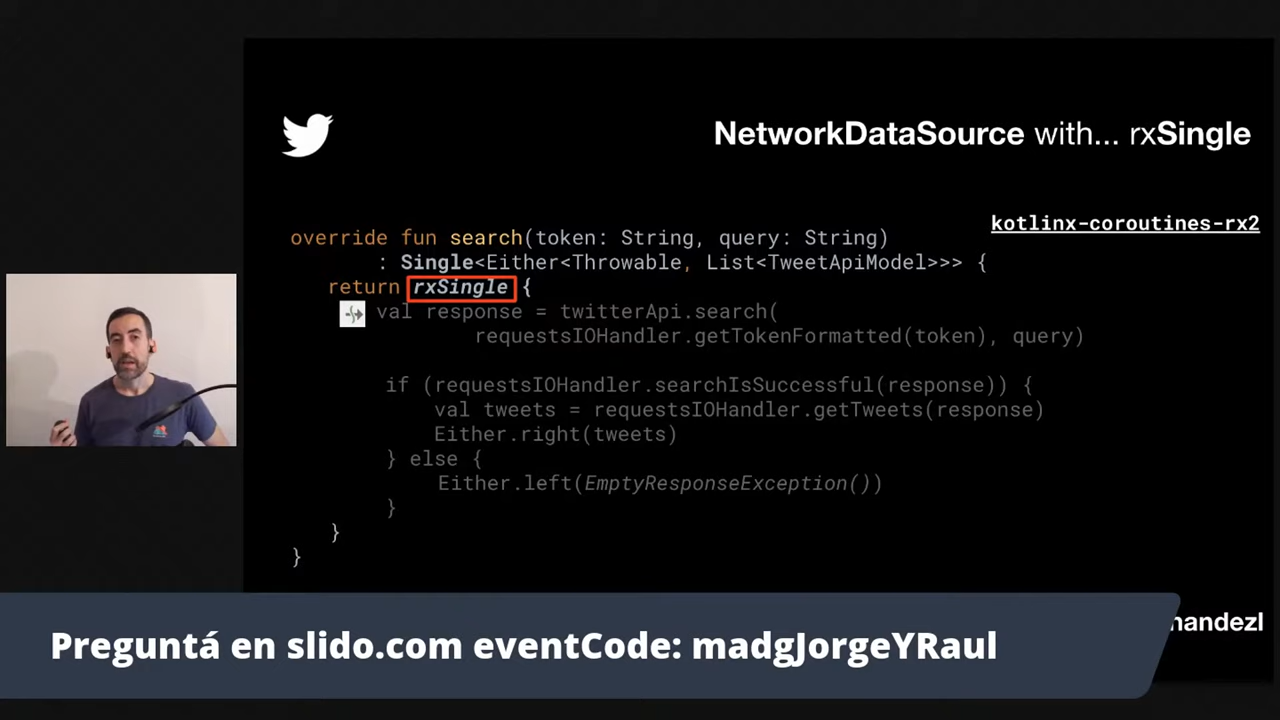 NetworkDataSource with... rxSingle
kotlinx-coroutines-rx2
override fun search(token: String, query: String)
: Single<Either<Throwable, List<TweetApiModel>>> {
return rxSingle {
val response = twitterApi.search(
requestsIOHandler.getTokenFormatted(token), query)
if (requestsIOHandler.searchIsSuccessful(response)) {
val tweets = requestsIOHandler.getTweets(response)
Either.right(tweets)
} else {
Either.left(EmptyResponseException())
}
}
}
Preguntá en slido.com eventCode: madgJorgeYRaul